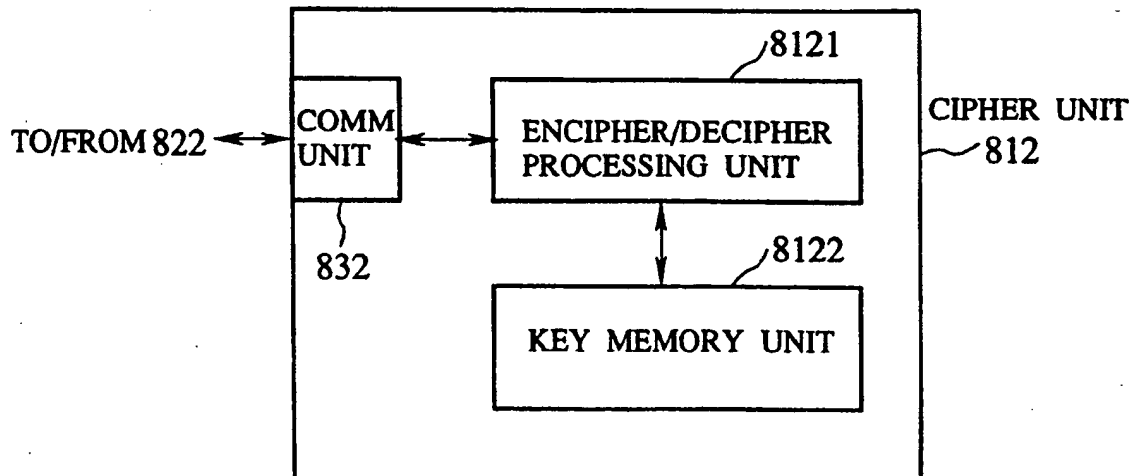 8121
CIPHER UNIT
812
TO/FROM 822
COMM
UNIT
ENCIPHER/DECIPHER
PROCESSING UNIT
832
8122
KEY MEMORY UNIT